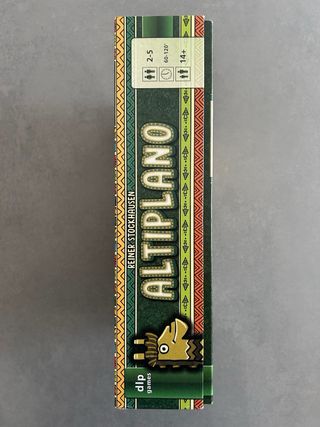 dlp
games
REINER STOCKHAUSEN
ALTIPLANO
2-5
60-120'
14+